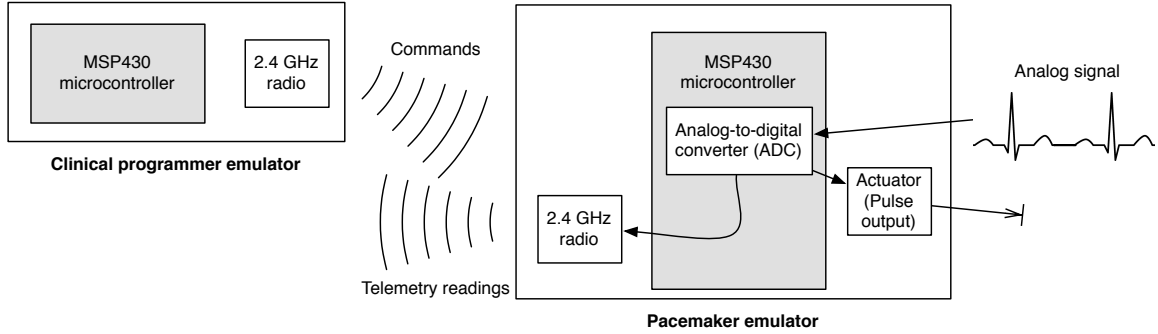 MSP430
microcontroller
2.4 GHz
radio
Clinical programmer emulator
Commands
Telemetry readings
MSP430
microcontroller
Analog-to-digital
converter (ADC)
2.4 GHz
radio
Actuator
(Pulse
output)
Pacemaker emulator
Analog signal